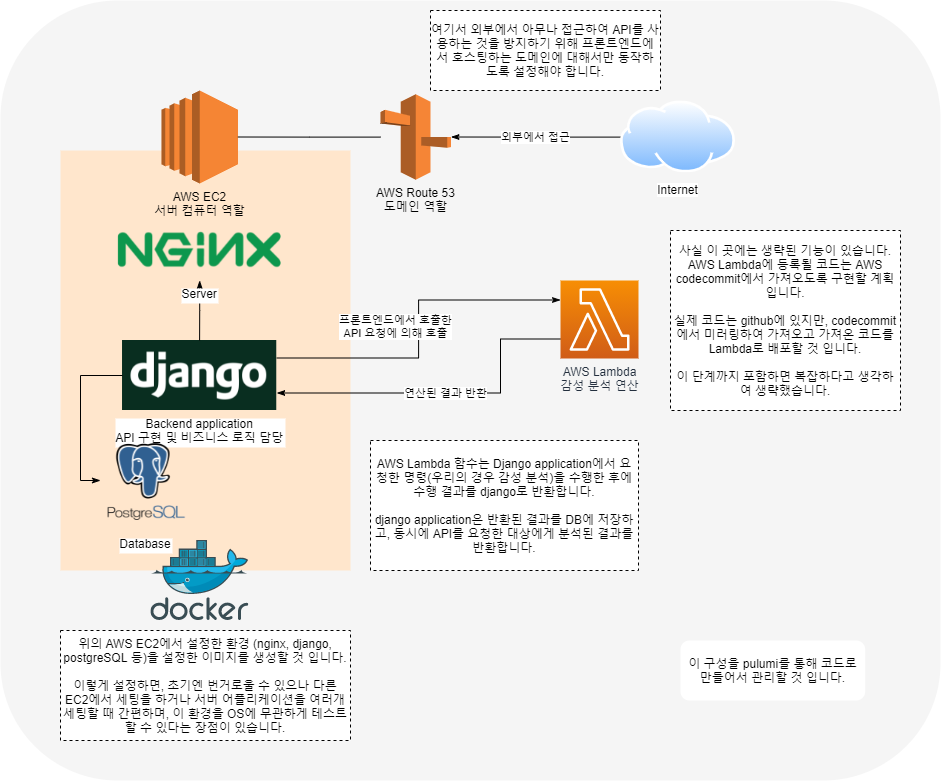 여기서 외부에서 아무나 접근하여 API를 사
용하는 것을 방지하기 위해 프론트엔드에
서 호스팅하는 도메인에 대해서만 동작하
도록 설정해야 합니다.
외부에서 접근
Internet
AWS Route 53
도메인 역할
AWS EC2
서버 컴퓨터 역할
NGINX
Server
프론트엔드에서 호출한
API 요청에 의해 호출
django
연산된 결과 반환
AWS Lambda
감성 분석 연산
사실 이 곳에는 생략된 기능이 있습니다.
AWS Lambda에 등록될 코드는 AWS
codecommit에서 가져오도록 구현할 계획
입니다.
실제 코드는 github에 있지만, codecommit
에서 미러링하여 가져오고 가져온 코드를
Lambda로 배포할 것 입니다.
이 단계까지 포함하면 복잡하다고 생각하
여 생략했습니다.
Backend application
API 구현 및 비즈니스 로직 담당
PostgreSQL
Database
AWS Lambda 함수는 Django application에서 요
청한 명령(우리의 경우 감성 분석)을 수행한 후에
수행 결과를 django로 반환합니다.
django application은 반환된 결과를 DB에 저장하
고, 동시에 API를 요청한 대상에게 분석된 결과를
반환합니다.
docker
위의 AWS EC2에서 설정한 환경 (nginx, django,
postgreSQL 등)을 설정한 이미지를 생성할 것 입니다.
이렇게 설정하면, 초기엔 번거로울 수 있으나 다른
EC2에서 세팅을 하거나 서버 어플리케이션을 여러개
세팅할 때 간편하며, 이 환경을 OS에 무관하게 테스트
할 수 있다는 장점이 있습니다.
이 구성을 pulumi를 통해 코드로
만들어서 관리할 것 입니다.